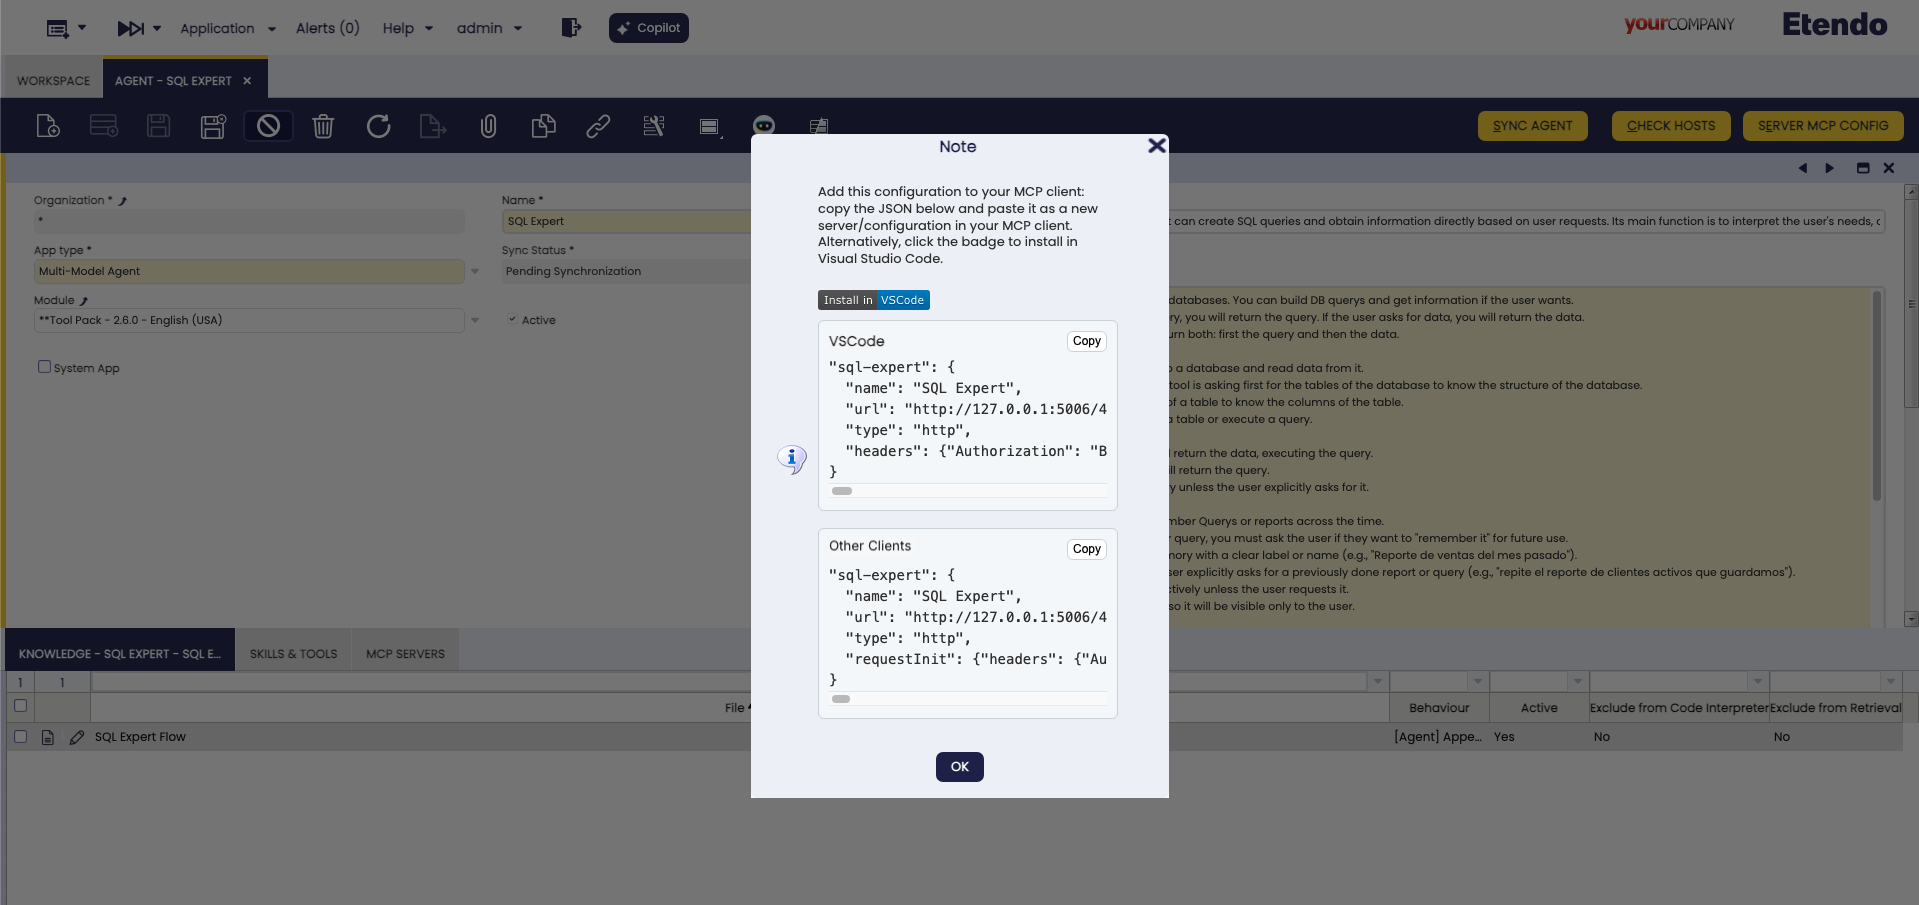 Application
Alerts (0)
Help
admin
Copilot
yourCOMPANY
Etendo
WORKSPACE
AGENT - SQL EXPERT
SYNC AGENT
CHECK HOSTS
SERVER MCP CONFIG
Organization *
*
Name *
SQL Expert
can create SQL queries and obtain information directly based on user requests. Its main function is to interpret the user's needs,
App type *
Multi-Model Agent
Sync Status *
Pending Synchronization
Module
**Tool Pack - 2.6.0 - English (USA)
Active
System App
databases. You can build DB querys and get information if the user wants.
you will return the query. If the user asks for data, you will return the data.
both: first the query and then the data.
a database and read data from it.
tool is asking first for the tables of the database to know the structure of the database.
of a table to know the columns of the table.
table or execute a query.
return the data, executing the query.
return the query.
unless the user explicitly asks for it.
Querys or reports across the time.
query, you must ask the user if they want to "remember it" for future use.
with a clear label or name (e.g., "Reporte de ventas del mes pasado").
explicitly asks for a previously done report or query (e.g., "repite el reporte de clientes activos que guardamos").
unless the user requests it.
so it will be visible only to the user.
Note
Add this configuration to your MCP client:
copy the JSON below and paste it as a new
server/configuration in your MCP client.
Alternatively, click the badge to install in
Visual Studio Code.
Install in VSCode
VSCode
Copy
"sql-expert": {
"name": "SQL Expert",
"url": "http://127.0.0.1:5006/4
"type": "http",
"headers": {"Authorization": "B
}
Other Clients
Copy
"sql-expert": {
"name": "SQL Expert",
"url": "http://127.0.0.1:5006/4
"type": "http",
"requestInit": {"headers": {"Au
}
OK
KNOWLEDGE - SQL EXPERT - SQL E...
SKILLS & TOOLS
MCP SERVERS
1
1
File
Behaviour
Active
Exclude from Code Interpreter
Exclude from Retrieval
SQL Expert Flow
[Agent] Appe...
Yes
No
No